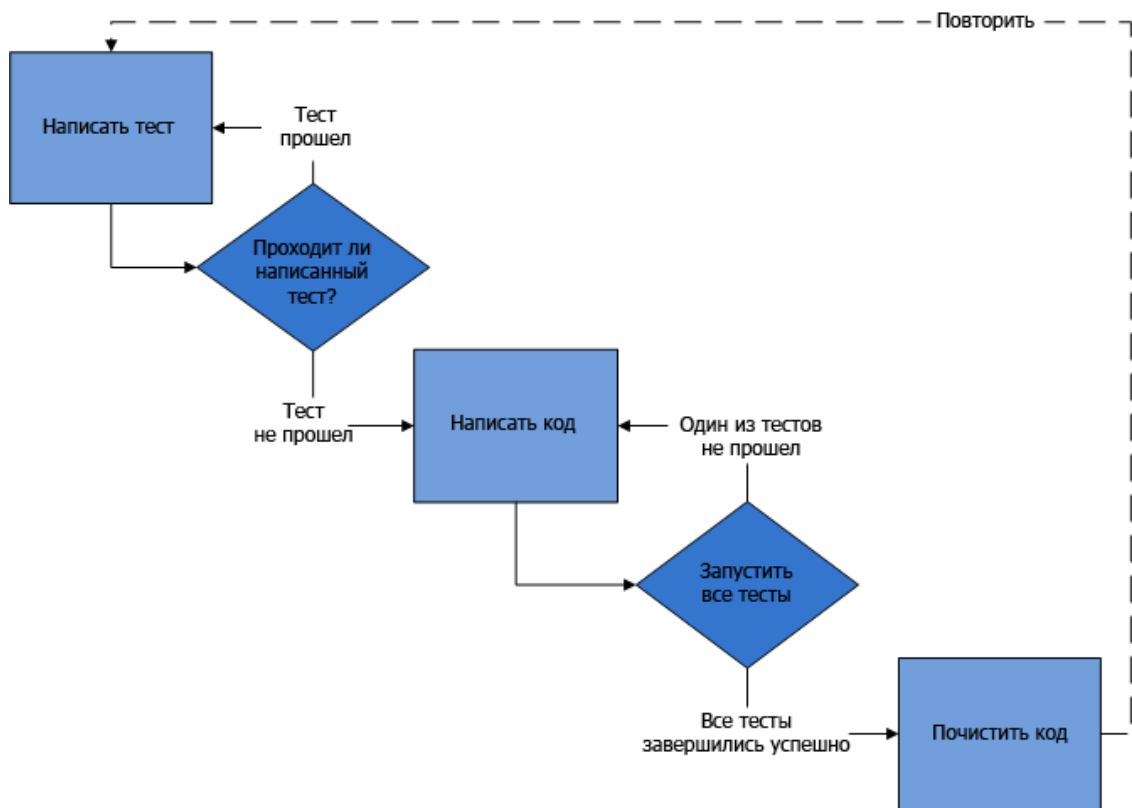 Повторить
Написать тест
Тест
прошел
Проходит ли
написанный
тест?
Тест
не прошел
Написать код
Один из тестов
не прошел
Запустить
все тесты
Все тесты
завершились успешно
Почистить код